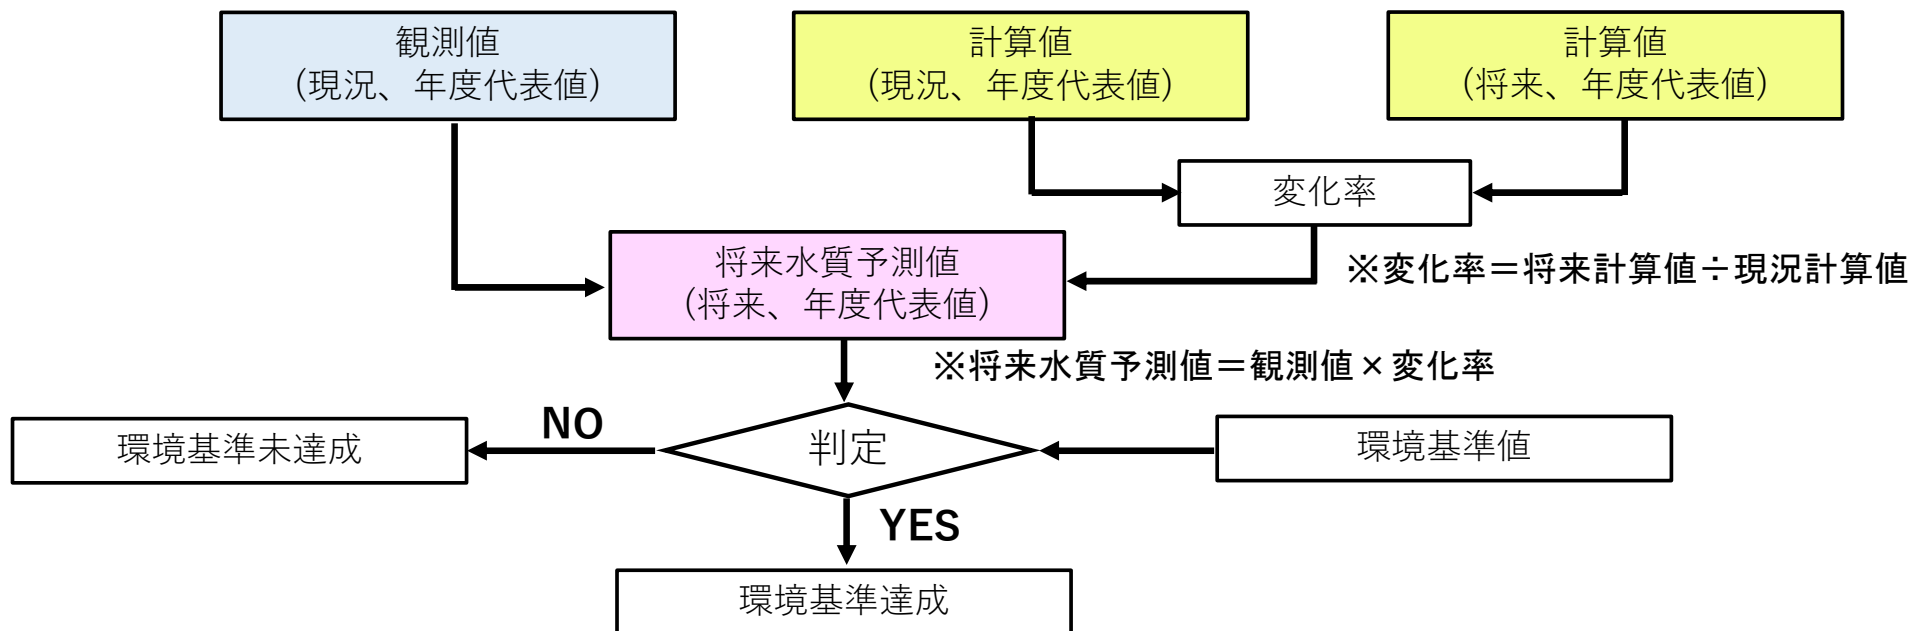 観測値
(現況、年度代表値)
計算値
(現況、年度代表値)
計算値
(将来、年度代表値)
変化率
※変化率＝将来計算値÷現況計算値
将来水質予測値
(将来、年度代表値)
※将来水質予測値＝観測値×変化率
環境基準未達成
NO
判定
環境基準値
YES
環境基準達成